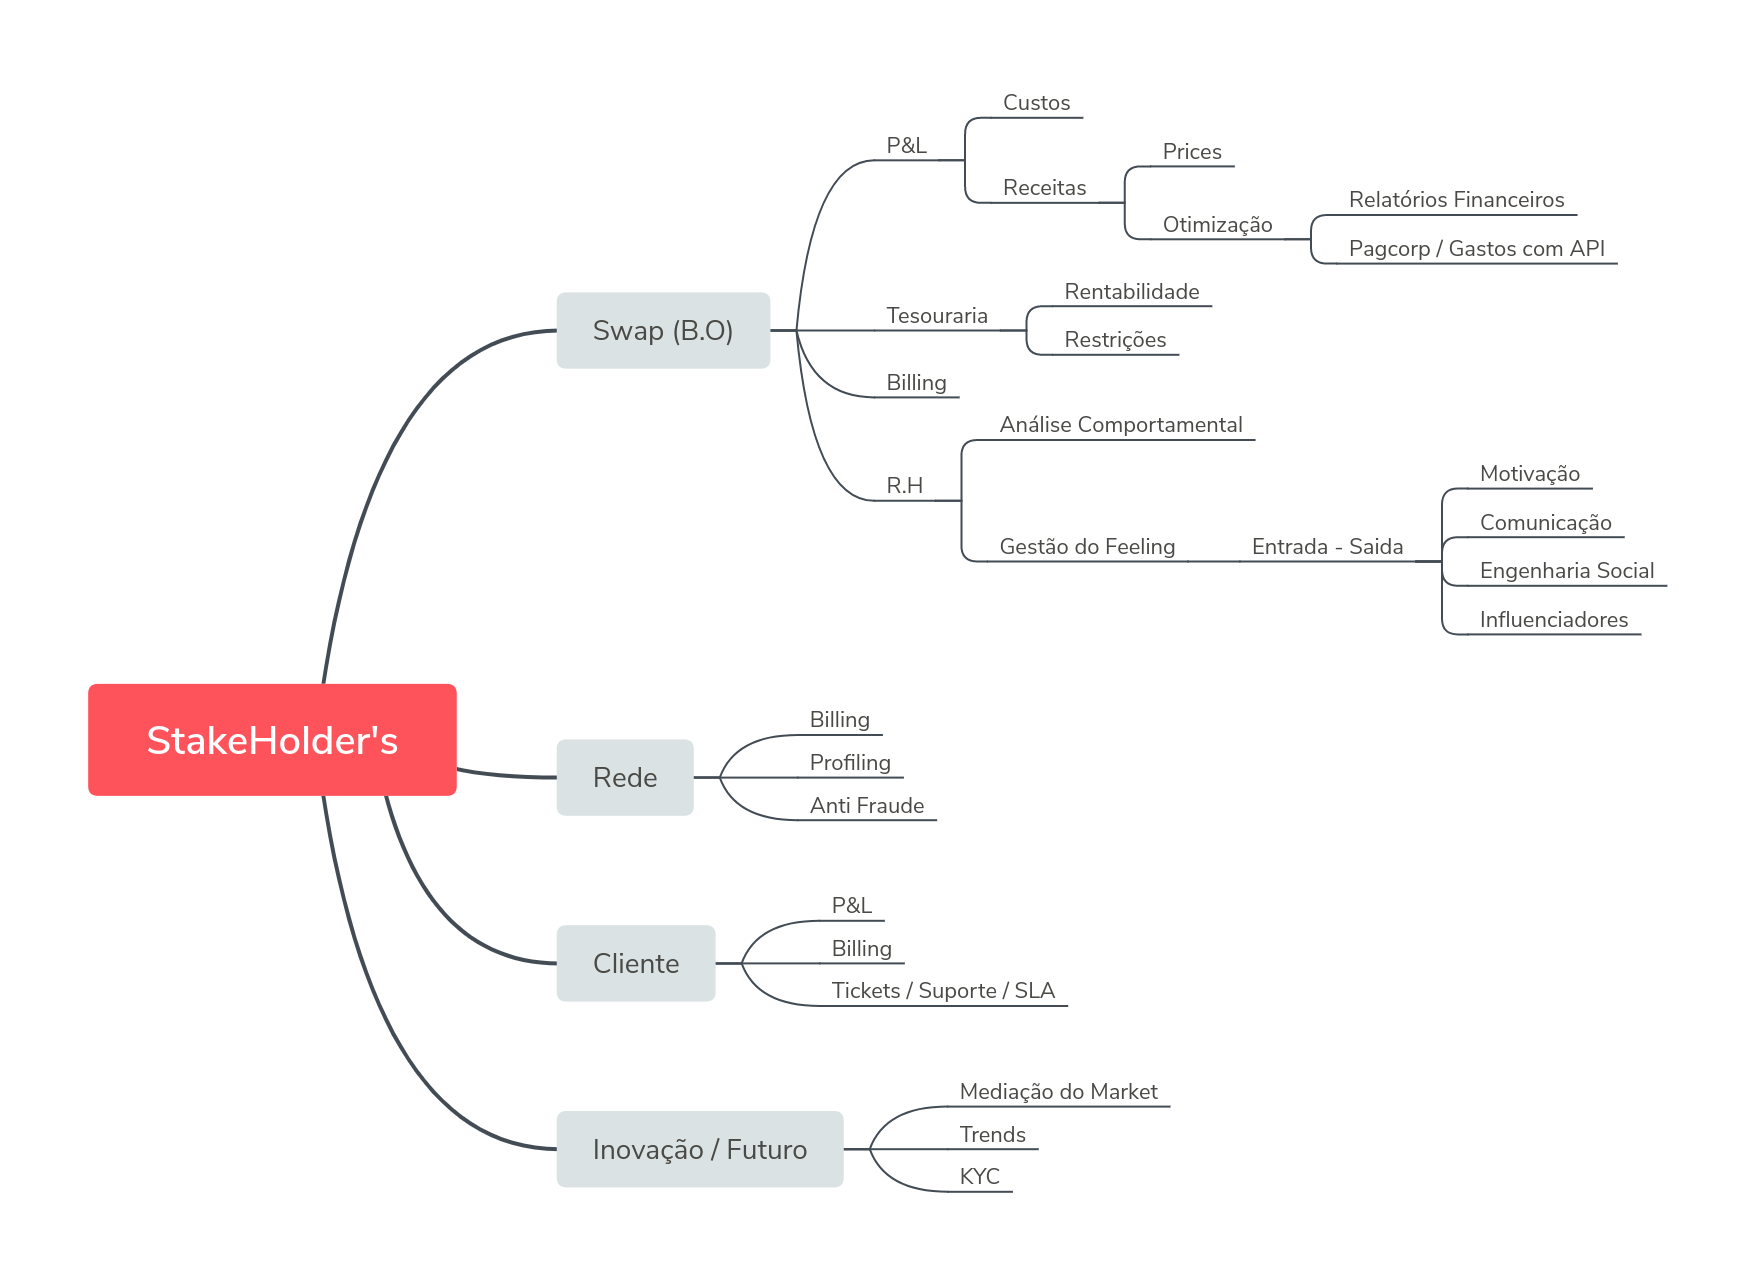 StakeHolder's
Swap (B.O)
P&L
Custos
Receitas
Prices
Otimização
Relatórios Financeiros
Pagcorp / Gastos com API
Tesouraria
Rentabilidade
Restrições
Billing
R.H
Análise Comportamental
Gestão do Feeling
Entrada - Saida
Motivação
Comunicação
Engenharia Social
Influenciadores
Rede
Billing
Profiling
Anti Fraude
Cliente
P&L
Billing
Tickets / Suporte / SLA
Inovação / Futuro
Mediação do Market
Trends
KYC